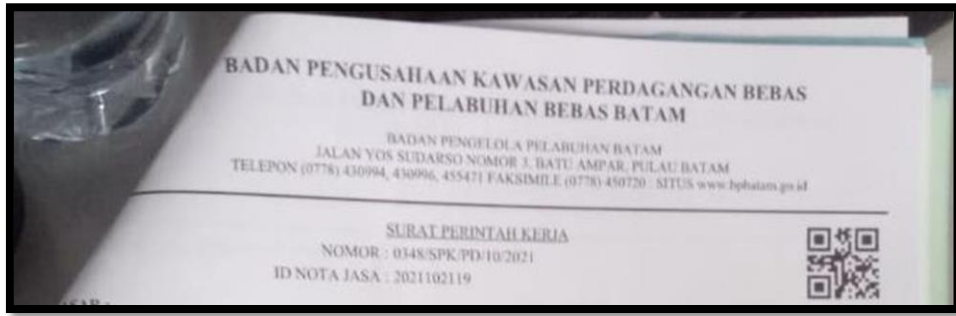 BADAN PENGUSAHAAN KAWASAN PERDAGANGAN BEBAS
DAN PELABUHAN BEBAS BATAM
BADAN PENGELOLA PELABUHAN BATAM
JALAN YOS SUDARSO NOMOR 3, BATU AMPAR, PULAU BATAM
TELEPON (0778) 430994, 430996, 455471 FAKSIMILE (0778) 450720 SITUS www.bpbatam.go.id
SURAT PERINTAH KERJA
NOMOR : 0348/SPK/PD/10/2021
ID NOTA JASA : 2021102119